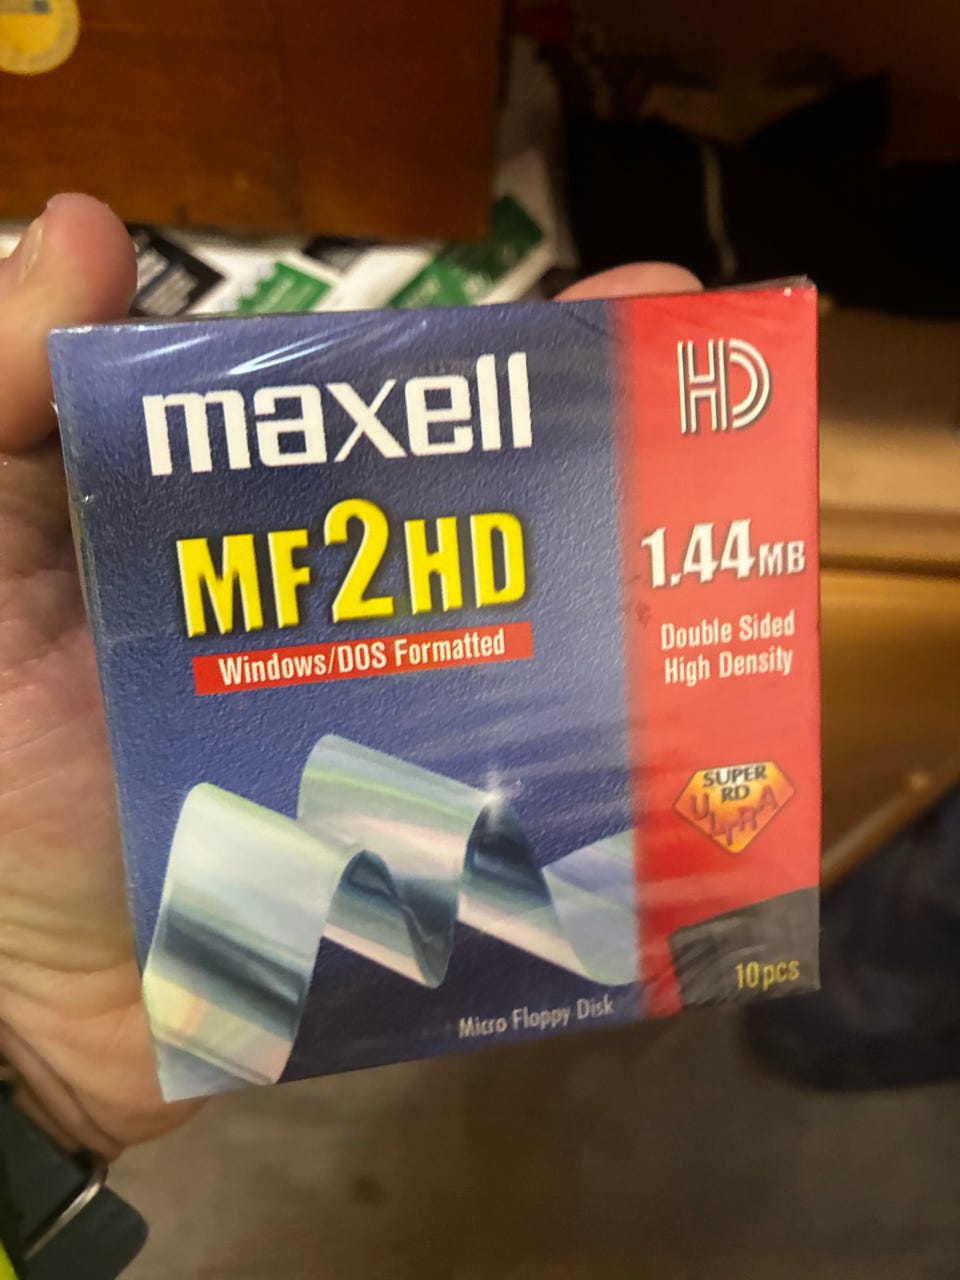 maxell
MF2HD
Windows/DOS Formatted
Micro Floppy Disk
HD
1.44MB
Double Sided
High Density
SUPER
RD
ULTRA
10pcs